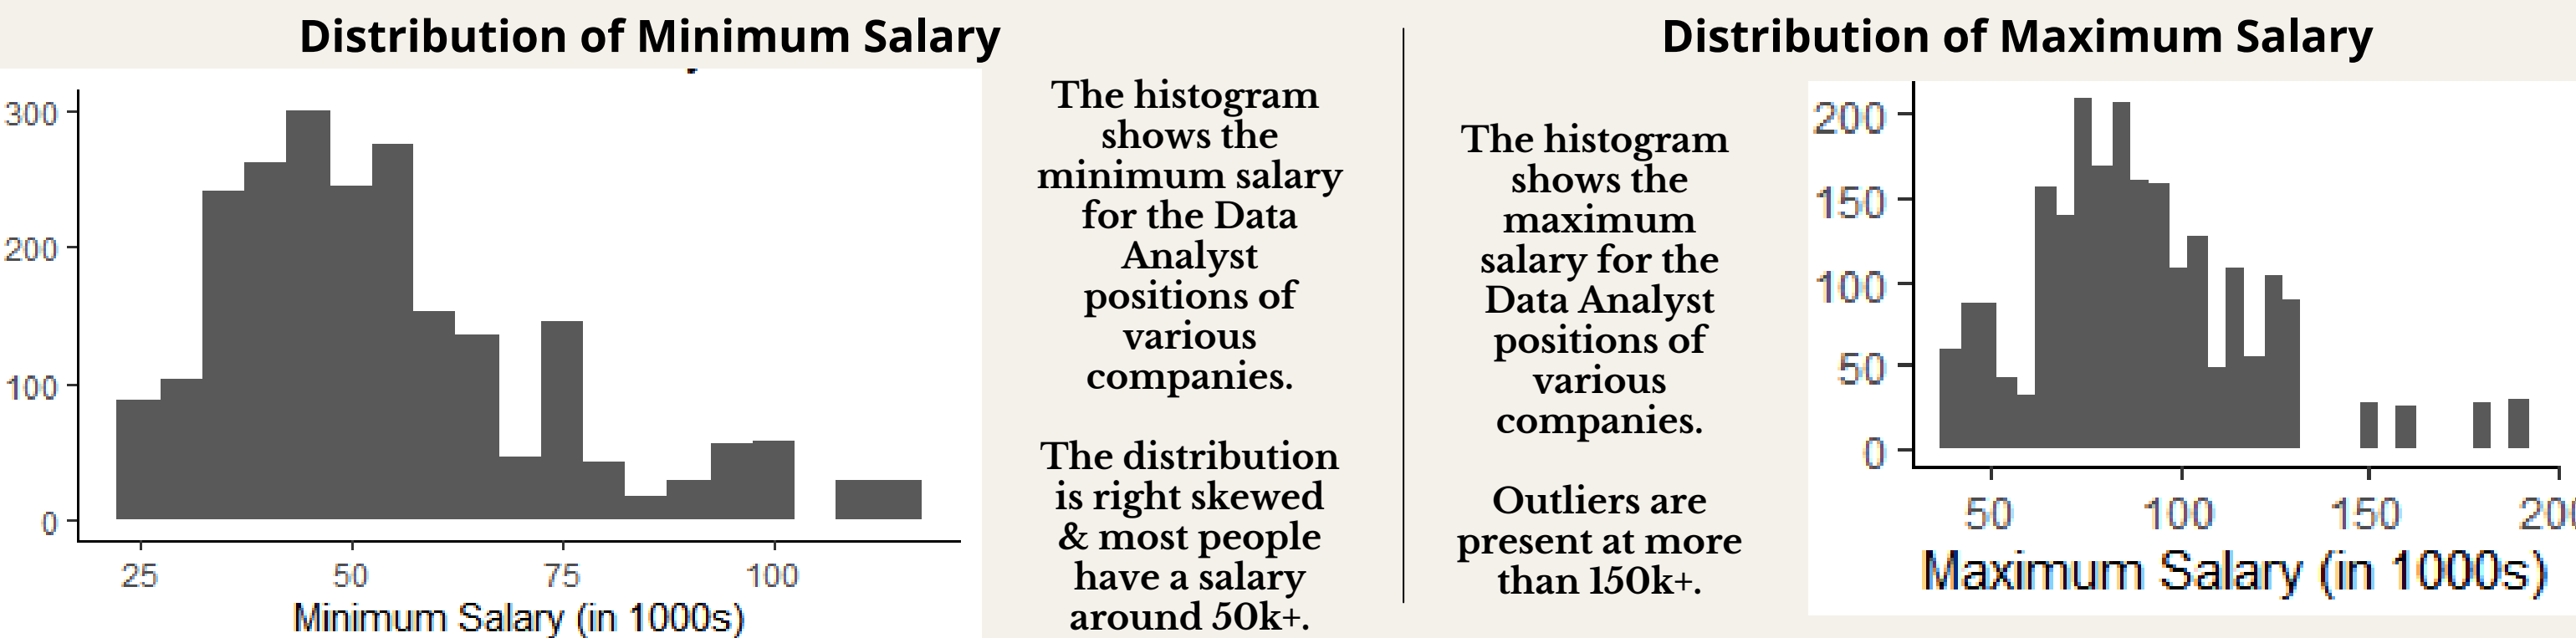 Distribution of Minimum Salary
300
200
100
0
25 50 75 100
Minimum Salary (in 1000s)
The histogram
shows the
minimum salary
for the Data
Analyst
positions of
various
companies.
The distribution
is right skewed
& most people
have a salary
around 50k+.
Distribution of Maximum Salary
The histogram
shows the
maximum
salary for the
Data Analyst
positions of
various
companies.
Outliers are
present at more
than 150k+.
200
150
100
50
0
50 100 150 200
Maximum Salary (in 1000s)